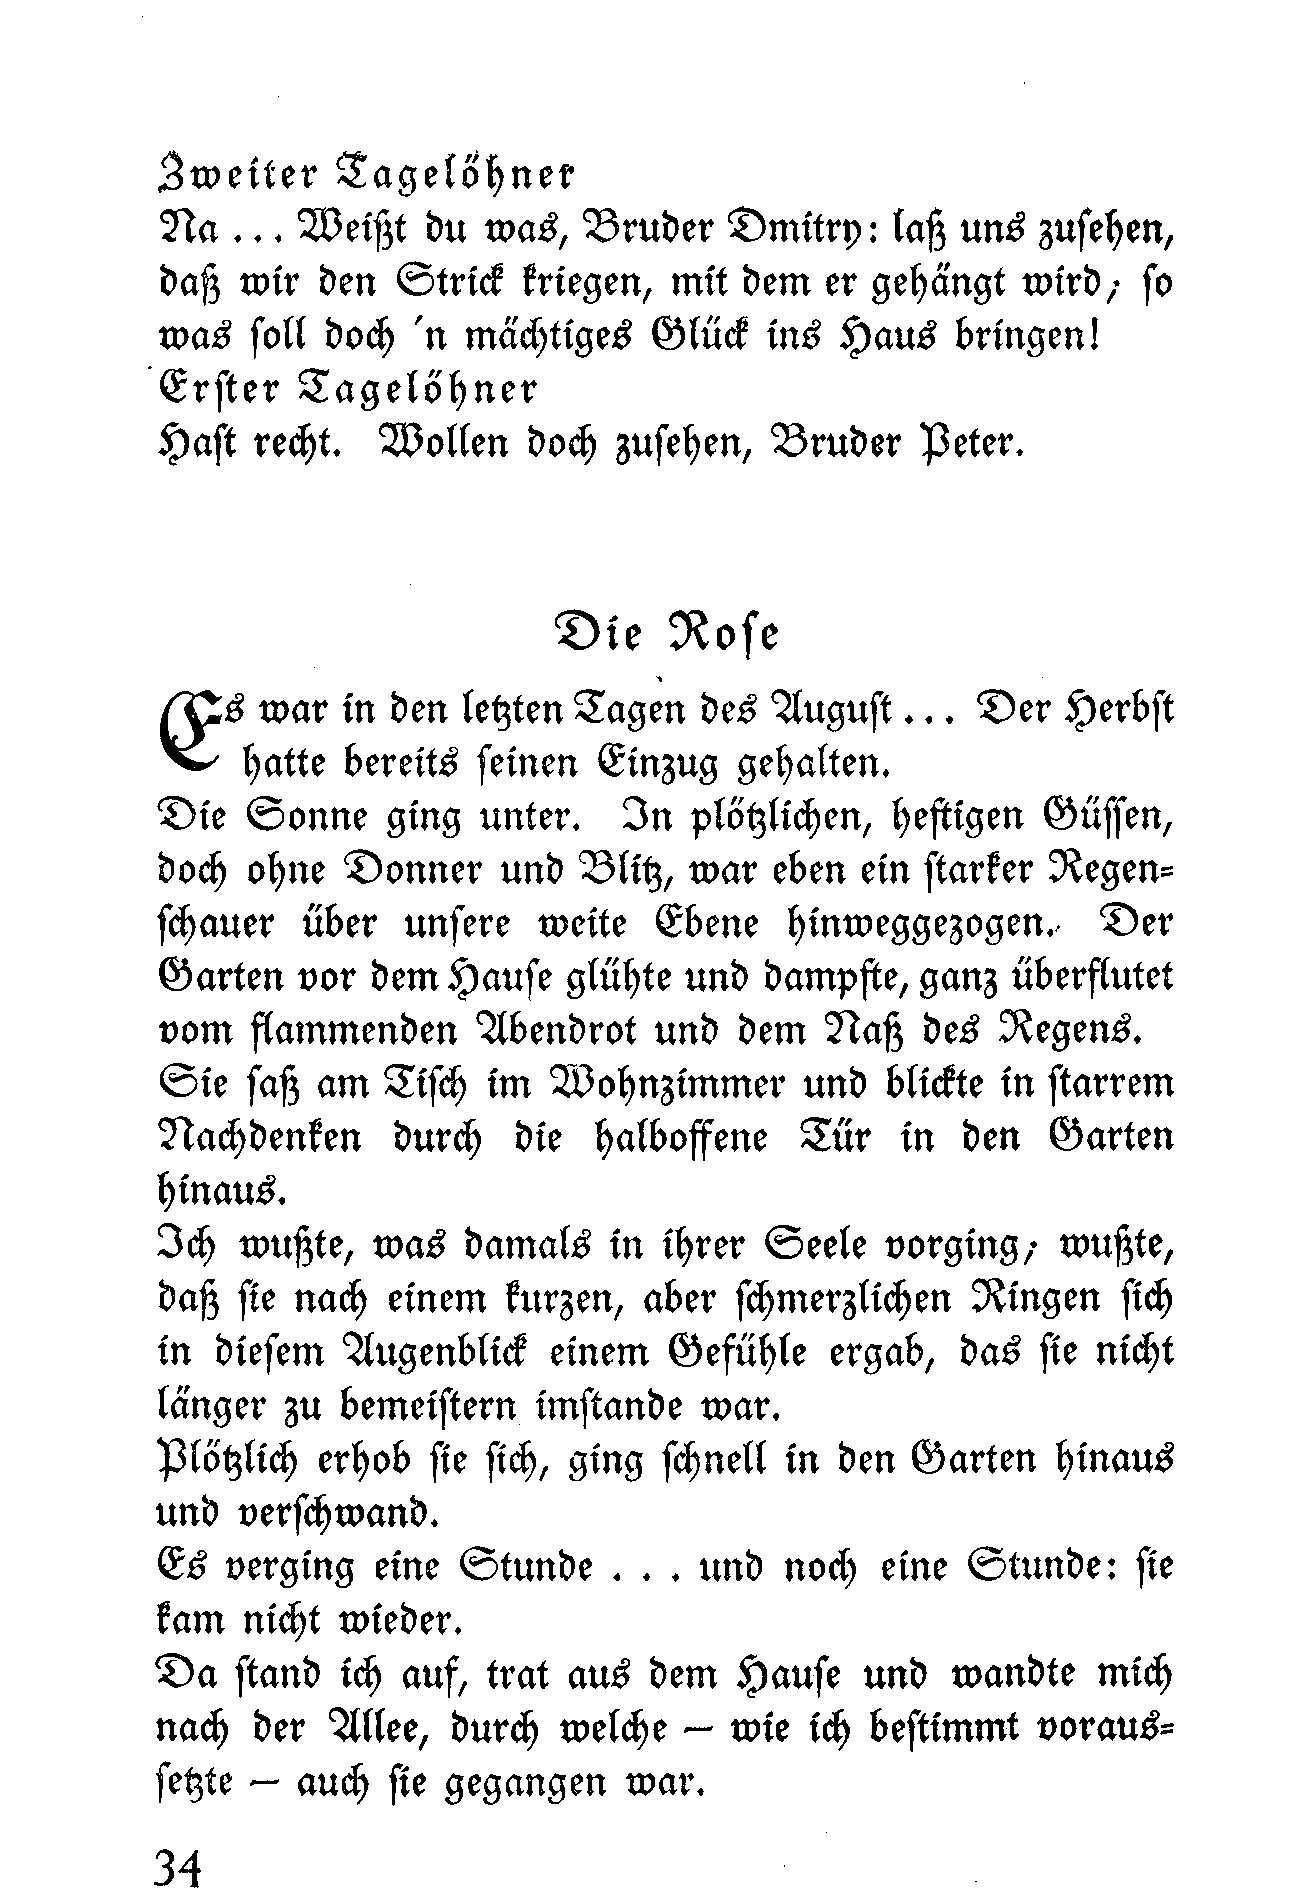 Zweiter Tagelöhner
Na ... Weißt du was, Bruder Dmitry: laß uns zusehen,
daß wir den Strick kriegen, mit dem er gehängt wird; so
was soll doch 'n mächtiges Glück ins Haus bringen!
Erster Tagelöhner
Hast recht. Wollen doch zusehen, Bruder Peter.
Die Rose
Es war in den letzten Tagen des August ... Der Herbst
hatte bereits seinen Einzug gehalten.
Die Sonne ging unter. In plötzlichen, heftigen Güssen,
doch ohne Donner und Blitz, war eben ein starker Regen-
schauer über unsere weite Ebene hinweggezogen. Der
Garten vor dem Hause glühte und dampfte, ganz überflutet
vom flammenden Abendrot und dem Naß des Regens.
Sie saß am Tisch im Wohnzimmer und blickte in starrem
Nachdenken durch die halboffene Tür in den Garten
hinaus.
Ich wußte, was damals in ihrer Seele vorging; wußte,
daß sie nach einem kurzen, aber schmerzlichen Ringen sich
in diesem Augenblick einem Gefühle ergab, das sie nicht
länger zu bemeistern imstande war.
Plötzlich erhob sie sich, ging schnell in den Garten hinaus
und verschwand.
Es verging eine Stunde . . . und noch eine Stunde: sie
kam nicht wieder.
Da stand ich auf, trat aus dem Hause und wandte mich
nach der Allee, durch welche – wie ich bestimmt voraus-
setzte – auch sie gegangen war.
34